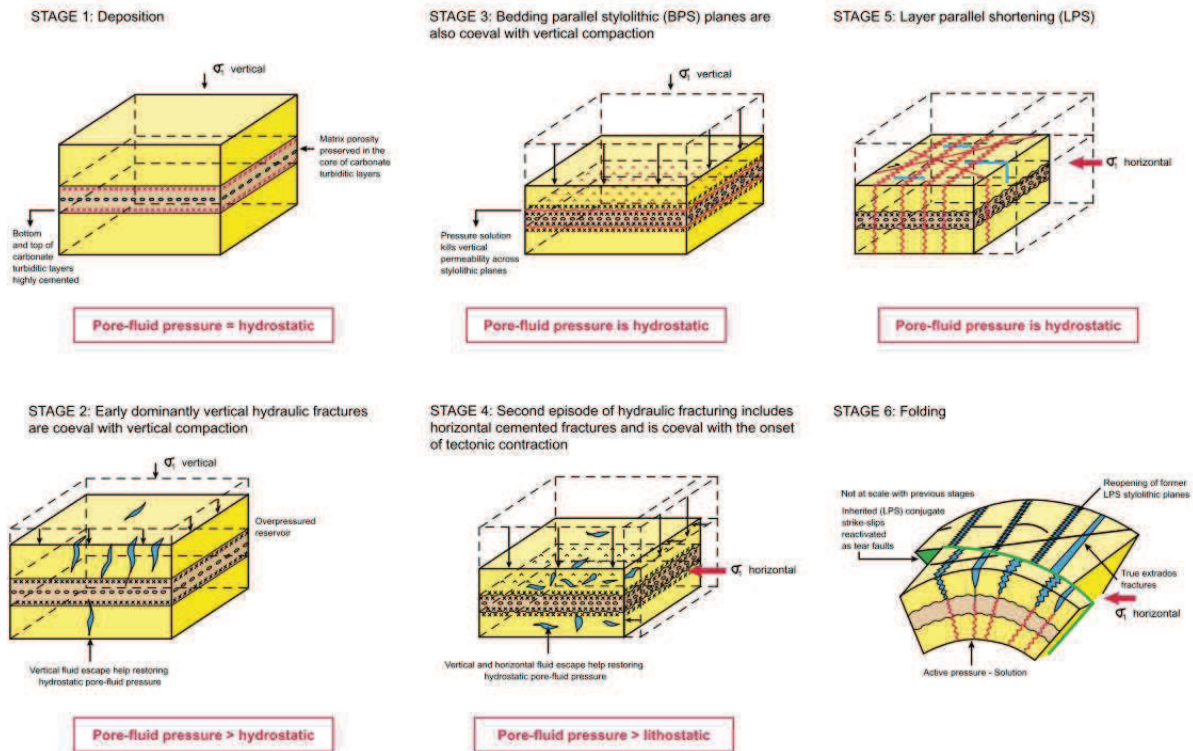 STAGE 1: Deposition
σ₁ vertical
Matrix porosity
preserved in the
core of carbonate
turbiditic layers
Bottom
and top of
carbonate
turbiditic layers
highly cemented
Pore-fluid pressure = hydrostatic
STAGE 3: Bedding parallel stylolithic (BPS) planes are
also coeval with vertical compaction
σ₁ vertical
Pressure solution
kills vertical
permeability across
stylolithic planes
Pore-fluid pressure is hydrostatic
STAGE 5: Layer parallel shortening (LPS)
σ₁ horizontal
Pore-fluid pressure is hydrostatic
STAGE 2: Early dominantly vertical hydraulic fractures
are coeval with vertical compaction
σ₁ vertical
Overpressured
reservoir
Vertical fluid escape help restoring
hydrostatic pore-fluid pressure
Pore-fluid pressure > hydrostatic
STAGE 4: Second episode of hydraulic fracturing includes
horizontal cemented fractures and is coeval with the onset
of tectonic contraction
σ₁ horizontal
Vertical and horizontal fluid escape help restoring
hydrostatic pore-fluid pressure
Pore-fluid pressure > lithostatic
STAGE 6: Folding
Not at scale with previous stages
Inherited (LPS) conjugate
strike-slips
reactivated
as tear faults
Reopening of former
LPS stylolithic planes
True extrados
fractures
σ₁ horizontal
Active pressure - Solution